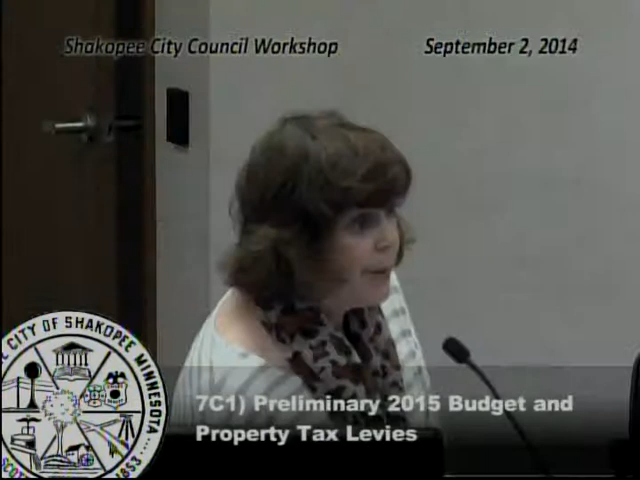 Shakopee City Council Workshop September 2, 2014
CITY OF SHAKOPEE MINNESOTA
1853
7C1) Preliminary 2015 Budget and
Property Tax Levies